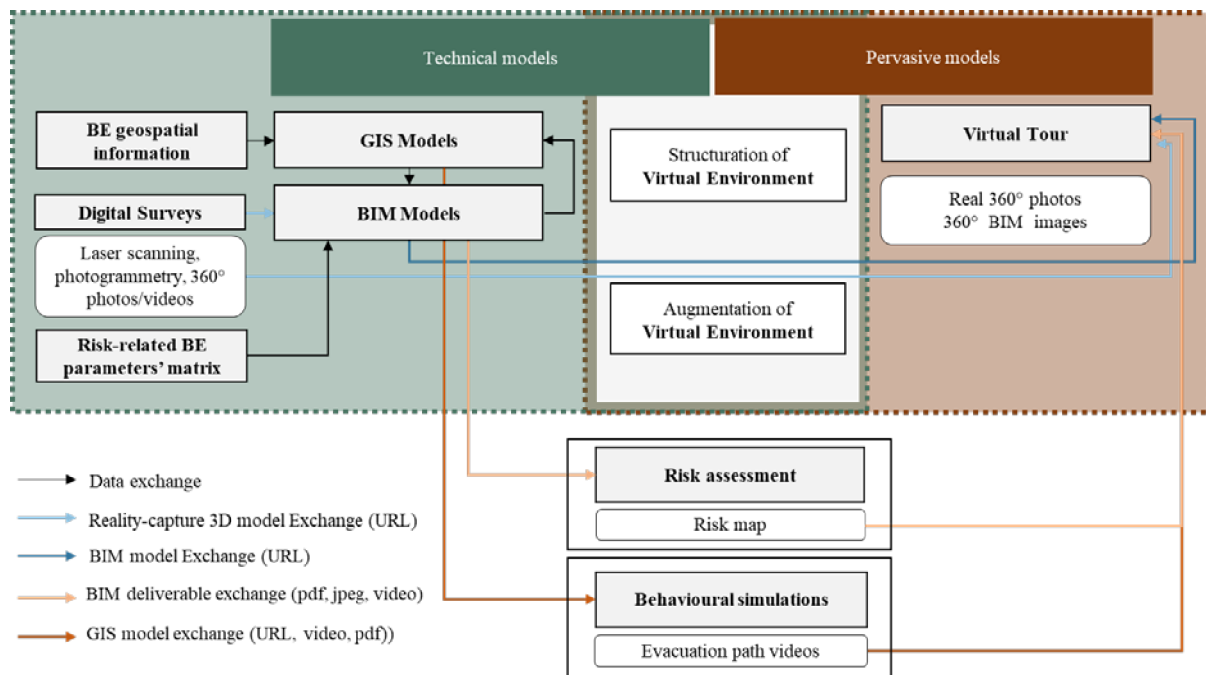 Technical models
Pervasive models
BE geospatial
information
GIS Models
Digital Surveys
BIM Models
Laser scanning,
photogrammetry, 360°
photos/videos
Risk-related BE
parameters’ matrix
Structuration of
Virtual Environment
Augmentation of
Virtual Environment
Virtual Tour
Real 360° photos
360° BIM images
Data exchange
Reality-capture 3D model Exchange (URL)
BIM model Exchange (URL)
BIM deliverable exchange (pdf, jpeg, video)
GIS model exchange (URL, video, pdf))
Risk assessment
Risk map
Behavioural simulations
Evacuation path videos